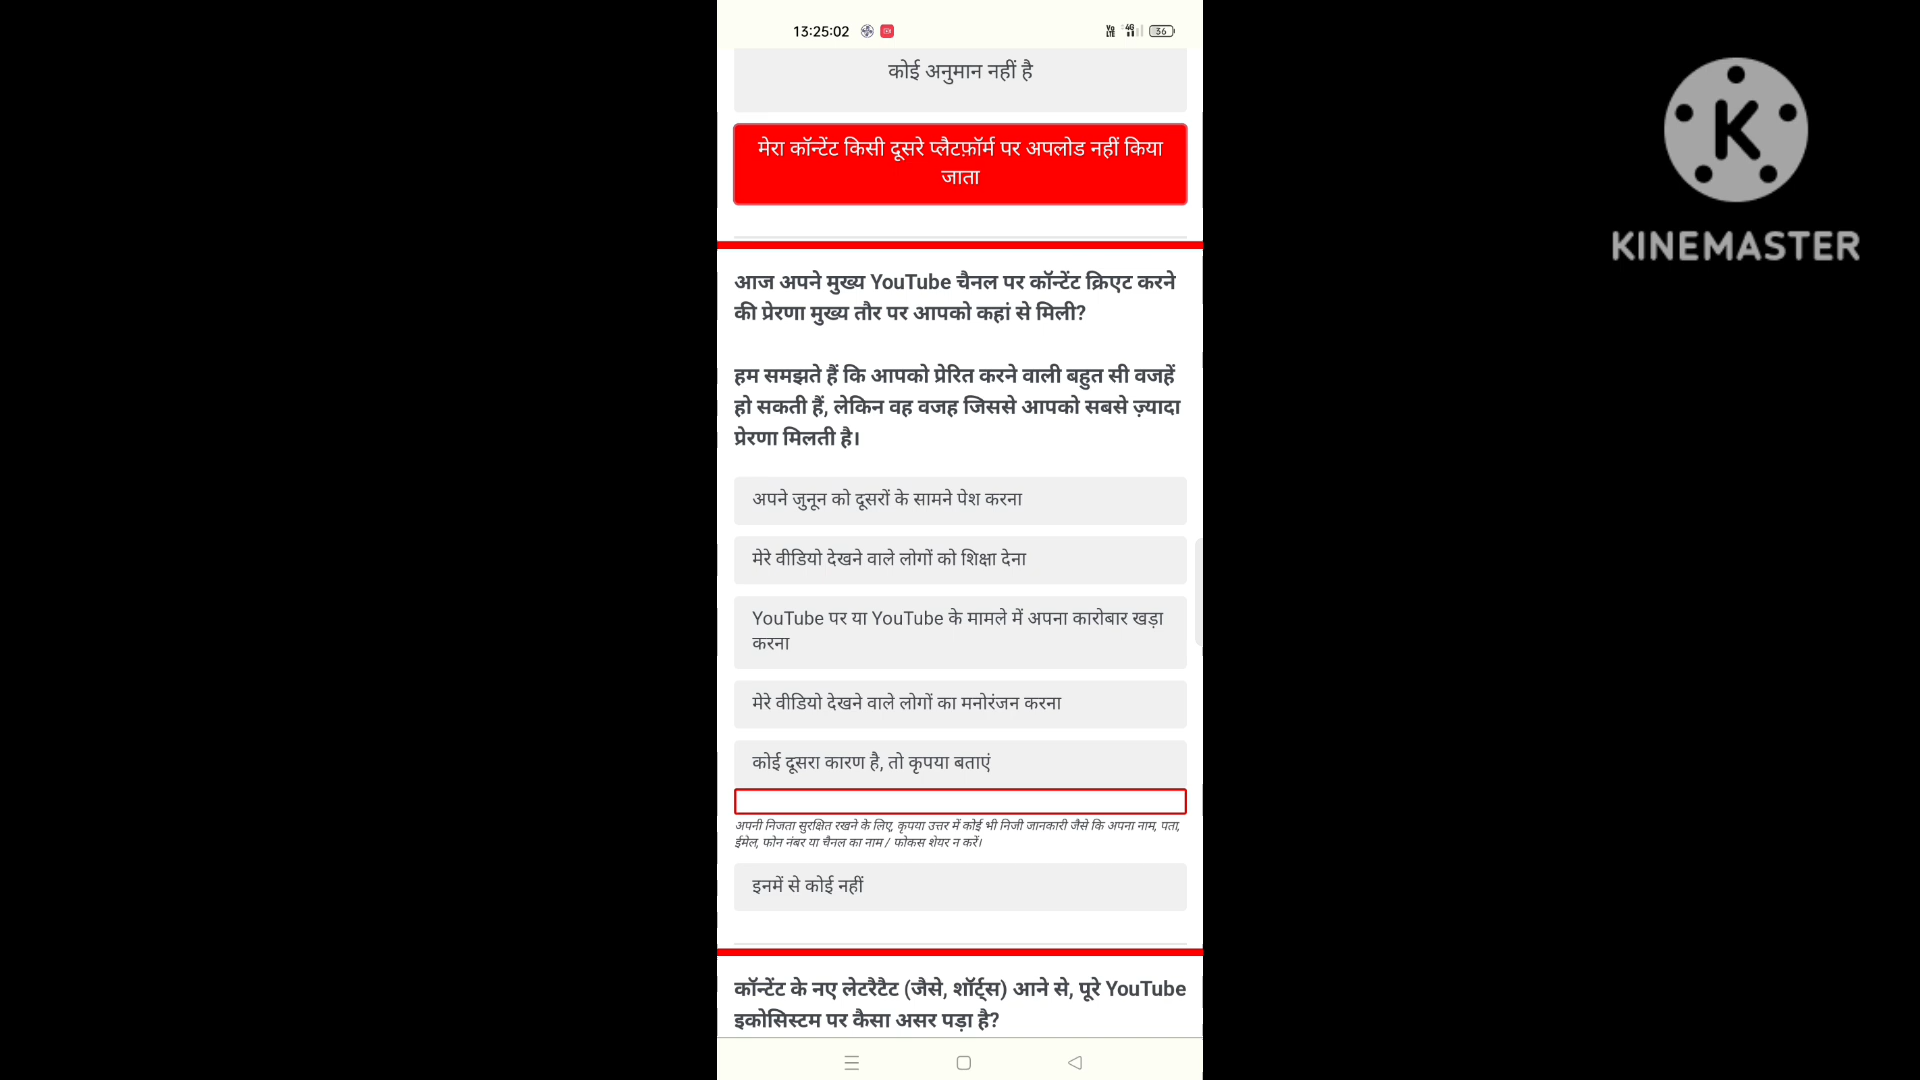 13:25:02
36
कोई अनुमान नहीं है
मेरा कॉन्टेंट किसी दूसरे प्लैटफ़ॉर्म पर अपलोड नहीं किया
जाता
KINEMASTER
आज अपने मुख्य YouTube चैनल पर कॉन्टेंट क्रिएट करने
की प्रेरणा मुख्य तौर पर आपको कहां से मिली?
हम समझते हैं कि आपको प्रेरित करने वाली बहुत सी वजहें
हो सकती हैं, लेकिन वह वजह जिससे आपको सबसे ज़्यादा
प्रेरणा मिलती है।
अपने जुनून को दूसरों के सामने पेश करना
मेरे वीडियो देखने वाले लोगों को शिक्षा देना
YouTube पर या YouTube के मामले में अपना कारोबार खड़ा
करना
मेरे वीडियो देखने वाले लोगों का मनोरंजन करना
कोई दूसरा कारण है, तो कृपया बताएं
अपनी निजता सुरक्षित रखने के लिए, कृपया उत्तर में कोई भी निजी जानकारी जैसे कि अपना नाम, पता,
ईमेल, फोन नंबर या चैनल का नाम / फोकस शेयर न करें।
इनमें से कोई नहीं
कॉन्टेंट के नए लेटरैटैट (जैसे, शॉर्ट्स) आने से, पूरे YouTube
इकोसिस्टम पर कैसा असर पड़ा है?